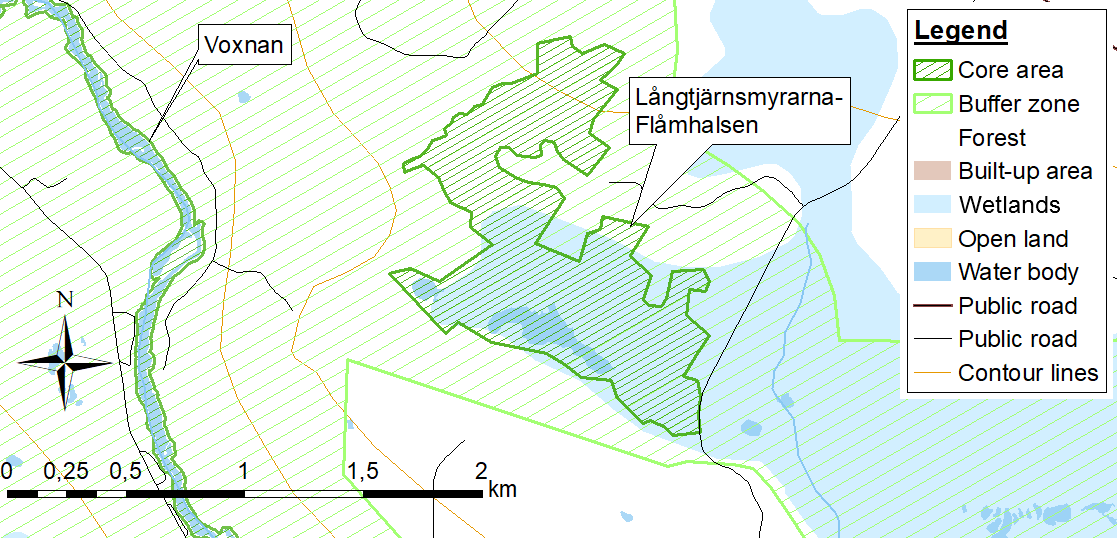 Voxnan
Långtjärnsmyrarna-
Flåmhalsen
Legend
Core area
Buffer zone
Forest
Built-up area
Wetlands
Open land
Water body
Public road
Public road
Contour lines
N
0 0,25 0,5 1 1,5 2
km